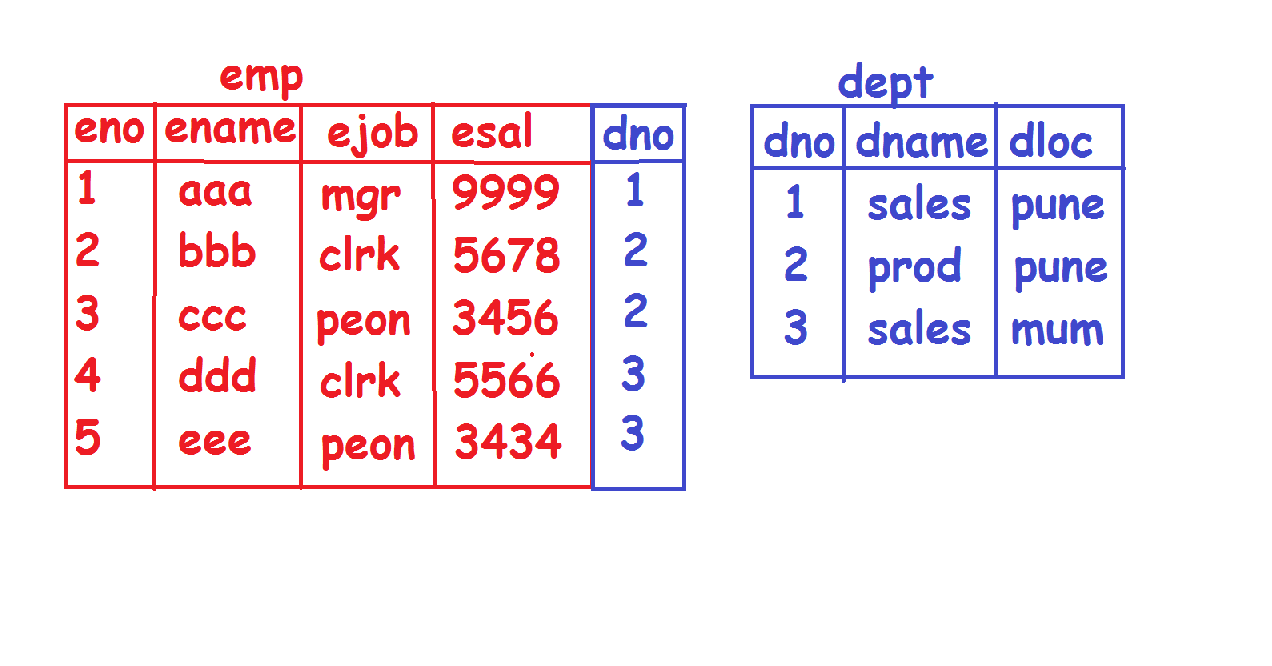 emp
eno ename ejob esal dno
1 aaa mgr 9999 1
2 bbb clrk 5678 2
3 ccc peon 3456 2
4 ddd clrk 5566 3
5 eee peon 3434 3
dept
dno dname dloc
1 sales pune
2 prod pune
3 sales mum